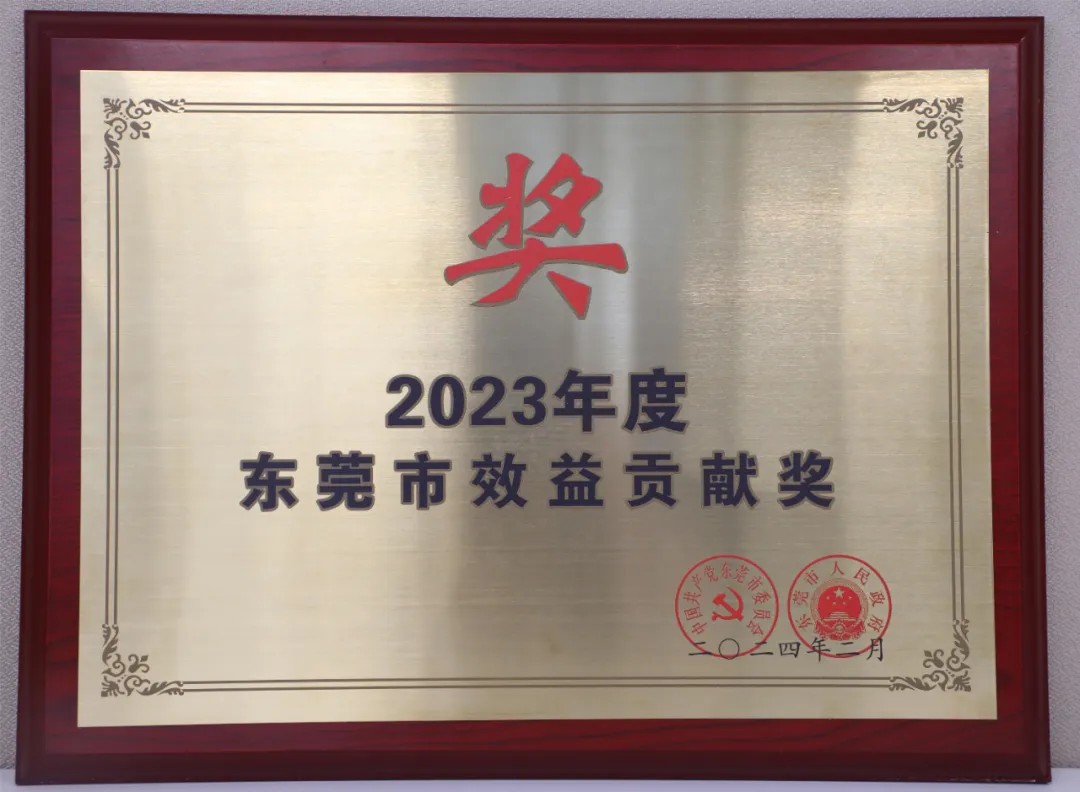 奖
2023年度
东莞市效益贡献奖
中国共产党东莞市委员会
东莞市人民政府
二〇二四年二月